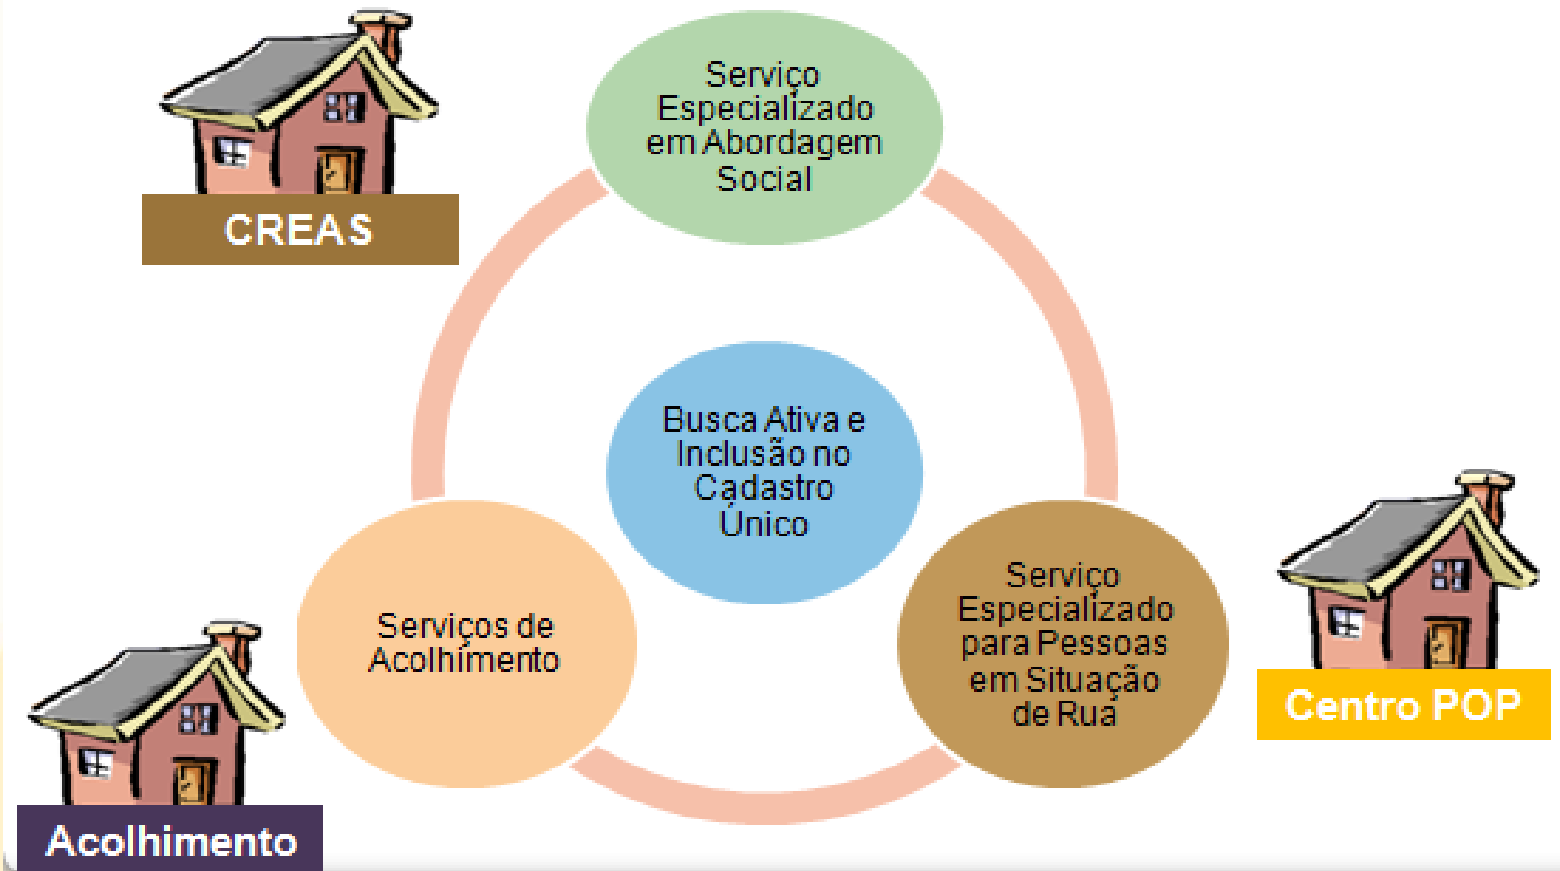 Serviço
Especializado
em Abordagem
Social
CREAS
Busca Ativa e
Inclusão no
Cadastro
Único
Serviços de
Acolhimento
Serviço
Especializado
para Pessoas
em Situação
de Rua
Centro POP
Acolhimento